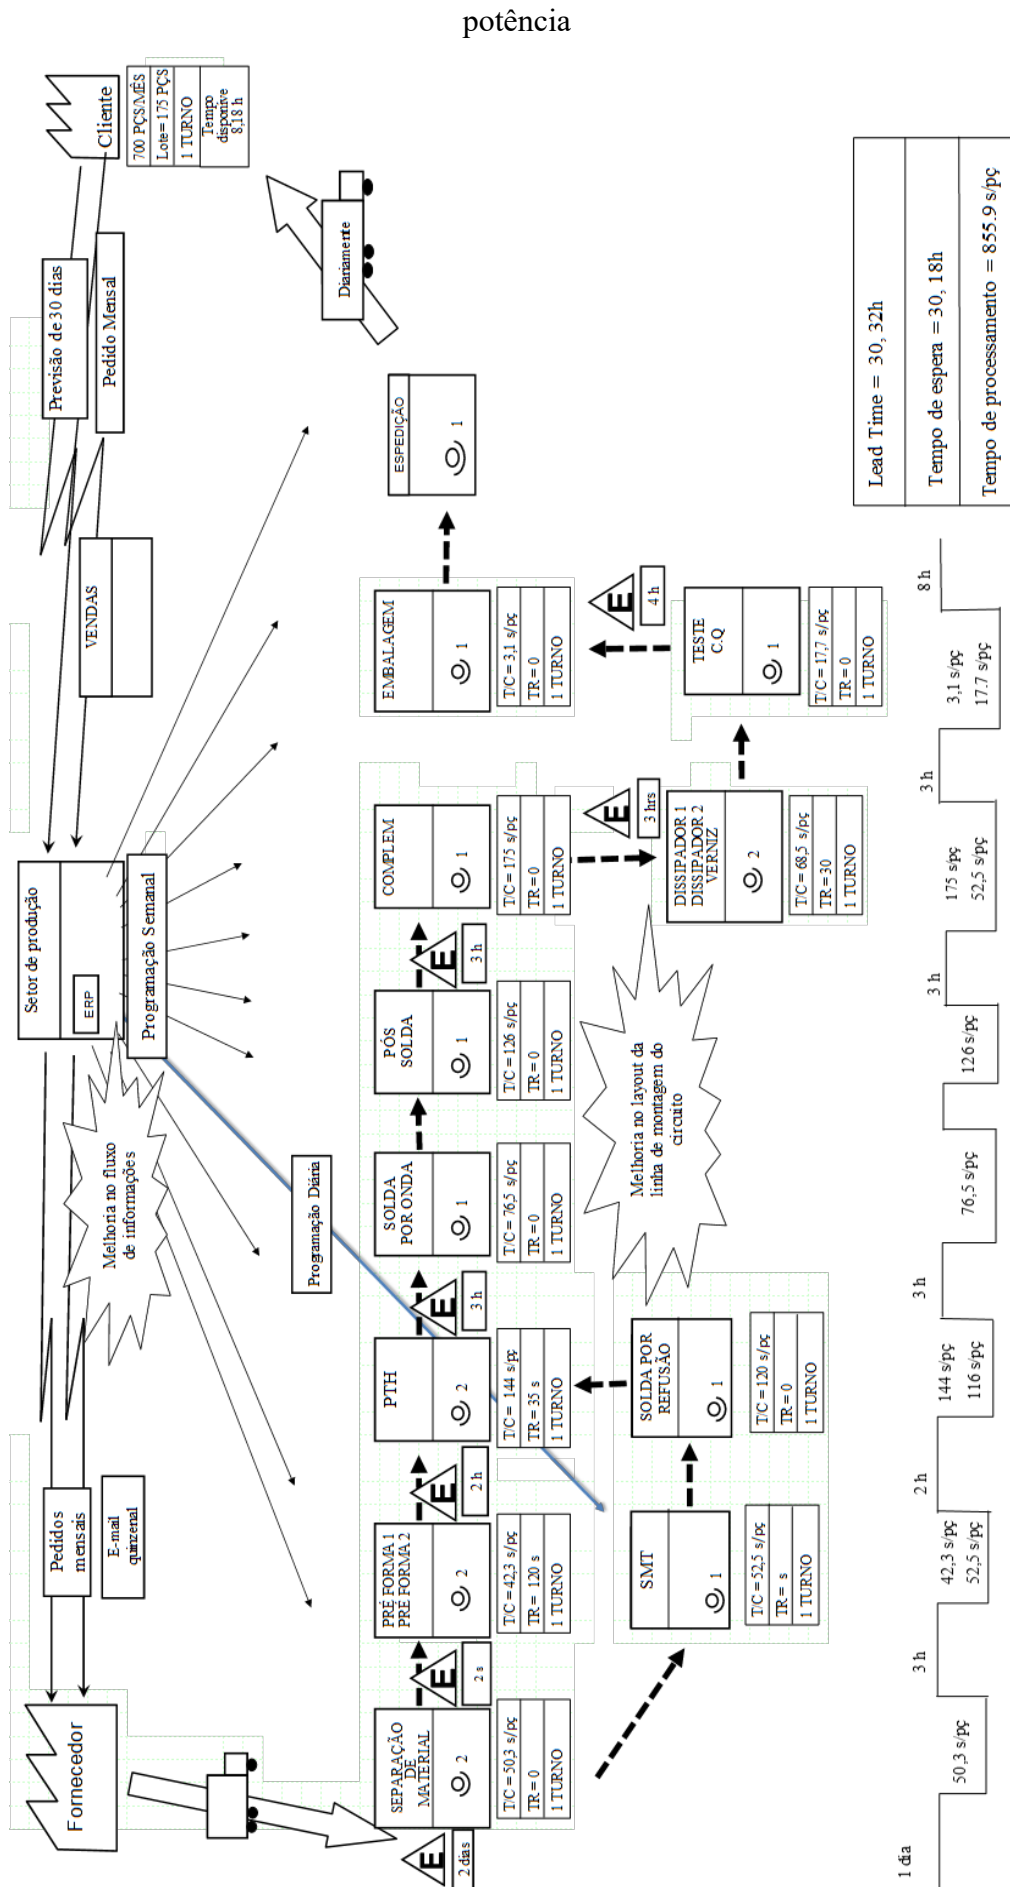 potência
Fornecedor
Pedidos
mensais
E-mail
quinzenal
Melhoria no fluxo
de informações
Setor de produção
ERP
Programação Semanal
Programação Diária
VENDAS
Previsão de 30 dias
Pedido Mensal
Cliente
700 PÇS/MÊS
Lote= 175 PÇS
1 TURNO
Tempo
disponive
8,18 h
Diariamente
E
2 dias
SEPARAÇÃO
DE
MATERIAL
2
T/C = 50,3 s/pç
TR = 0
1 TURNO
E
2 s
PRÉ FORMA 1
PRÉ FORMA 2
2
T/C = 42,3 s/pç
TR = 120 s
1 TURNO
E
2 h
PTH
2
T/C = 144 s/pç
TR = 35 s
1 TURNO
E
3 h
SOLDA
POR ONDA
1
T/C = 76,5 s/pç
TR = 0
1 TURNO
PÓS
SOLDA
1
T/C = 126 s/pç
TR = 0
1 TURNO
E
3 h
COMPLEM
1
T/C = 175 s/pç
TR = 0
1 TURNO
EMBALAGEM
1
T/C = 3,1 s/pç
TR = 0
1 TURNO
ESPEDIÇÃO
1
SMT
1
T/C = 52,5 s/pç
TR = s
1 TURNO
SOLDA POR
REFUSÃO
1
T/C = 120 s/pç
TR = 0
1 TURNO
Melhoria no layout da
linha de montagem do
circuito
E
3 hrs
DISSIPADOR 1
DISSIPADOR 2
VERNIZ
2
T/C = 68,5 s/pç
TR = 30
1 TURNO
E
4 h
TESTE
C.Q
1
T/C = 17,7 s/pç
TR = 0
1 TURNO
1 dia
50,3 s/pç
3 h
42,3 s/pç
52,5 s/pç
2 h
144 s/pç
116 s/pç
3 h
76,5 s/pç
126 s/pç
3 h
175 s/pç
52,5 s/pç
3 h
3,1 s/pç
17.7 s/pç
8 h
Lead Time = 30, 32h
Tempo de espera = 30, 18h
Tempo de processamento = 855.9 s/pç